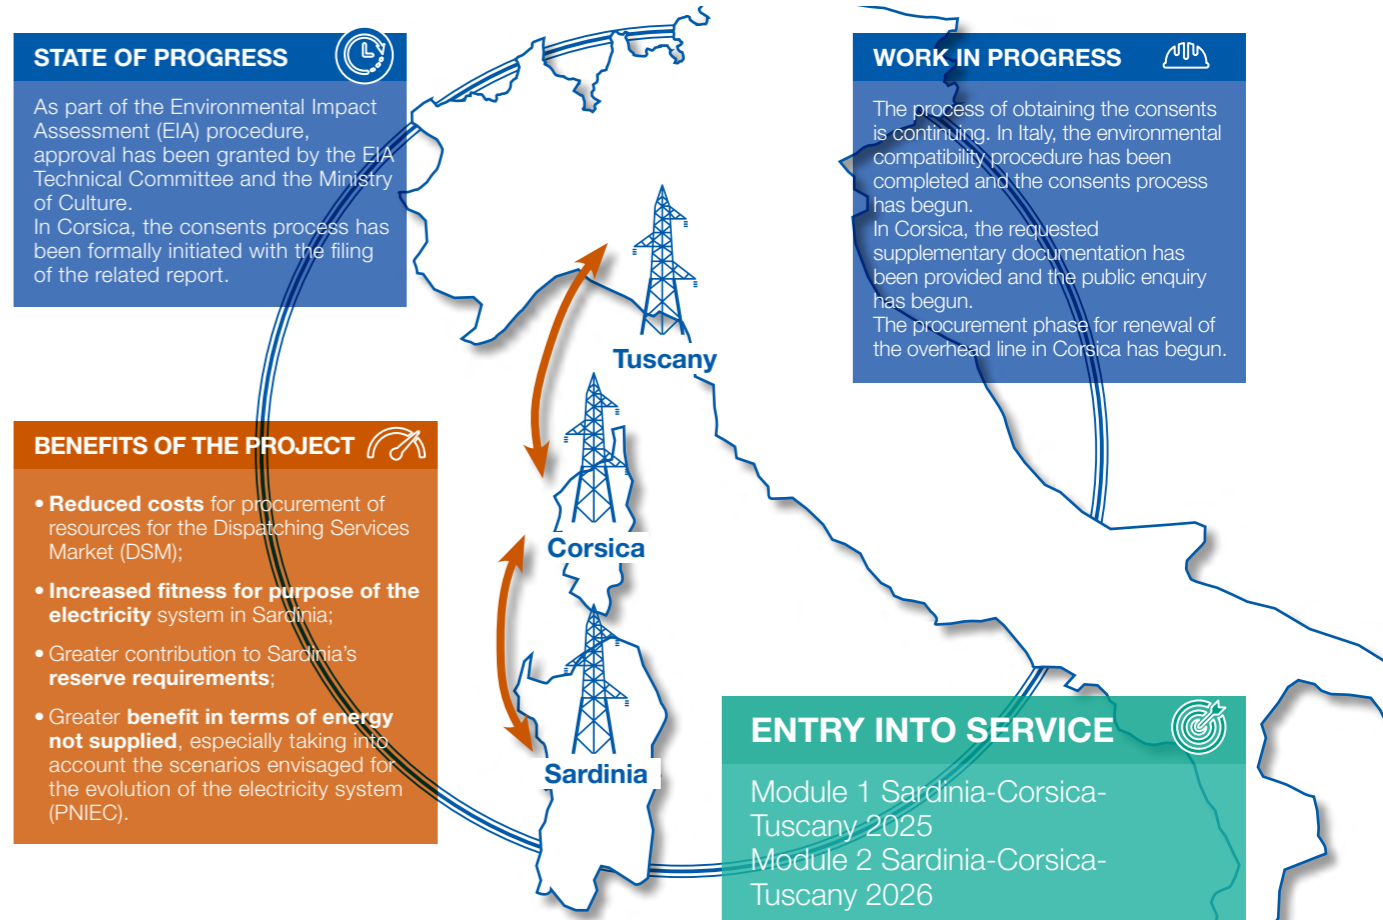 STATE OF PROGRESS
As part of the Environmental Impact
Assessment (EIA) procedure,
approval has been granted by the EIA
Technical Committee and the Ministry
of Culture.
In Corsica, the consents process has
been formally initiated with the filing
of the related report.
WORK IN PROGRESS
The process of obtaining the consents
is continuing. In Italy, the environmental
compatibility procedure has been
completed and the consents process
has begun.
In Corsica, the requested
supplementary documentation has
been provided and the public enquiry
has begun.
The procurement phase for renewal of
the overhead line in Corsica has begun.
Tuscany
Corsica
Sardinia
BENEFITS OF THE PROJECT
• Reduced costs for procurement of
resources for the Dispatching Services
Market (DSM);
• Increased fitness for purpose of the
electricity system in Sardinia;
• Greater contribution to Sardinia's
reserve requirements;
• Greater benefit in terms of energy
not supplied, especially taking into
account the scenarios envisaged for
the evolution of the electricity system
(PNIEC).
ENTRY INTO SERVICE
Module 1 Sardinia-Corsica-
Tuscany 2025
Module 2 Sardinia-Corsica-
Tuscany 2026